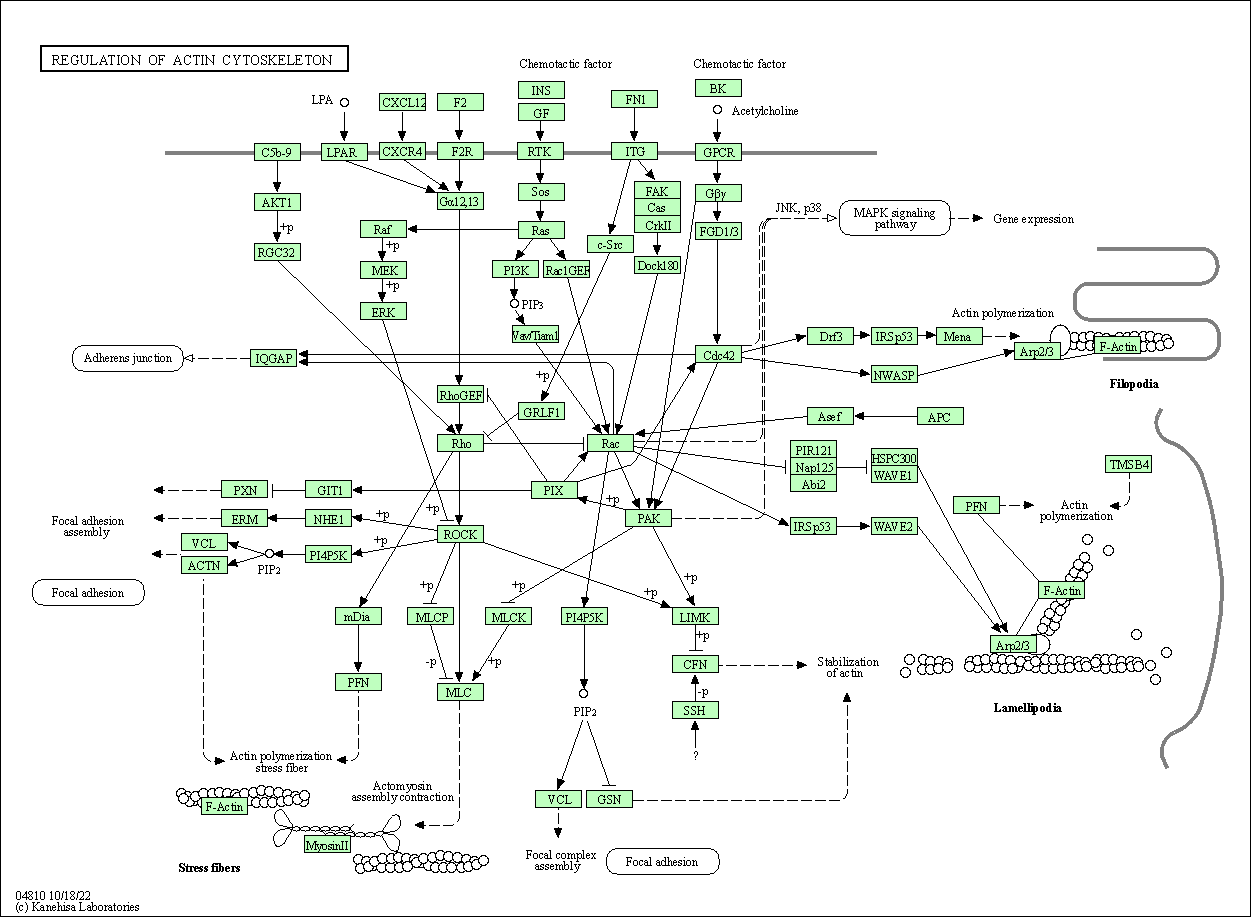 REGULATION OF ACTIN CYTOSKELETON
Chemotactic factor
Chemotactic factor
LPA
CXCL12
F2
INS
GF
FN1
BK
Acetylcholine
C5b-9
LPAR
CXCR4
F2R
RTK
ITG
GPCR
AKT1
Gα12,13
Sos
FAK
Cas
CrkII
Gβγ
JNK, p38
MAPK signaling
pathway
Gene expression
+p
RGC32
Raf
Ras
c-Src
FGD1/3
+p
MEK
PI3K
Rac1GEF
Dock180
+p
ERK
PIP3
Vav/Tiam1
Actin polymerization
Drf3
IRSp53
Mena
Arp2/3
F-Actin
Adherens junction
IQGAP
Cdc42
NWASP
Filopodia
+p
RhoGEF
GRLF1
Asef
APC
Rho
Rac
PIR121
Nap125
Abi2
HSPC300
WAVE1
TMSB4
PXN
GIT1
PIX
+p
PFN
Actin
polymerization
Focal adhesion
assembly
ERM
NHE1
+p
+p
PAK
IRSp53
WAVE2
VCL
ACTN
PIP2
PI4P5K
+p
ROCK
Focal adhesion
+p
+p
+p
+p
F-Actin
mDia
MLCP
MLCK
PI4P5K
LIMK
+p
Arp2/3
-p
+p
CFN
Stabilization
of actin
PFN
MLC
-p
SSH
PIP2
Lamellipodia
?
Actin polymerization
stress fiber
Actomyosin
assembly contraction
F-Actin
VCL
GSN
MyosinII
Stress fibers
Focal complex
assembly
Focal adhesion
04810 10/18/22
(c) Kanehisa Laboratories